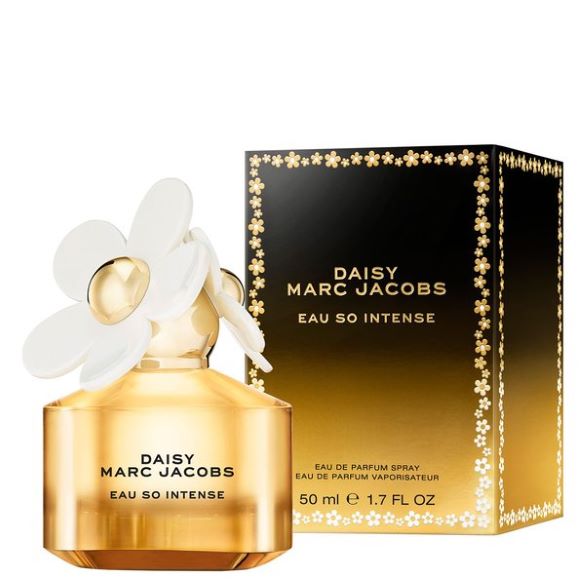 DAISY
MARC JACOBS
EAU SO INTENSE
DAISY
MARC JACOBS
EAU SO INTENSE
EAU DE PARFUM SPRAY
EAU DE PARFUM VAPORISATEUR
50 ml ℮ 1.7 FL OZ